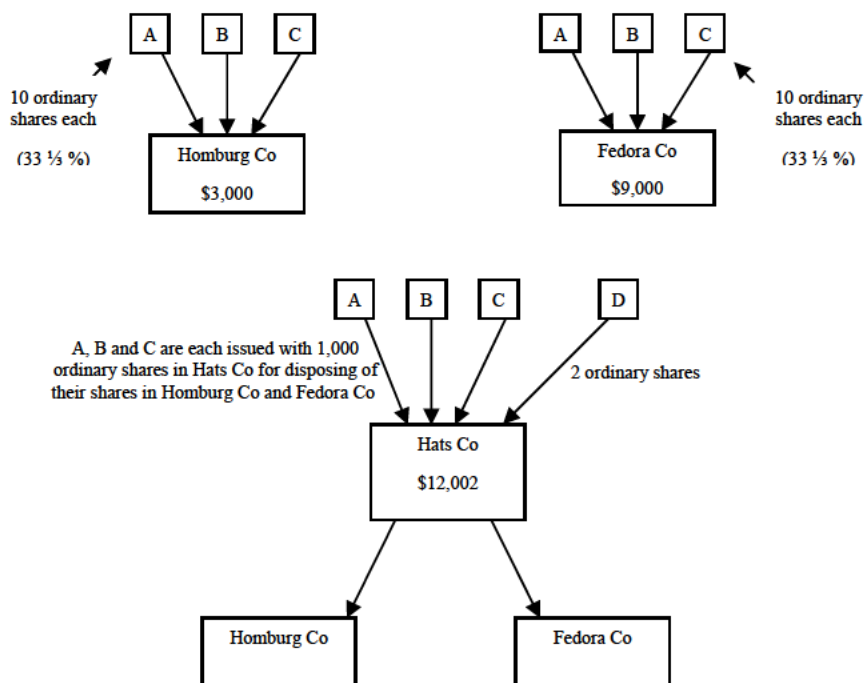 A
B
C
10 ordinary
shares each
(33 ⅓ %)
Homburg Co
$3,000
A
B
C
10 ordinary
shares each
(33 ⅓ %)
Fedora Co
$9,000
A
B
C
D
A, B and C are each issued with 1,000
ordinary shares in Hats Co for disposing of
their shares in Homburg Co and Fedora Co
2 ordinary shares
Hats Co
$12,002
Homburg Co
Fedora Co